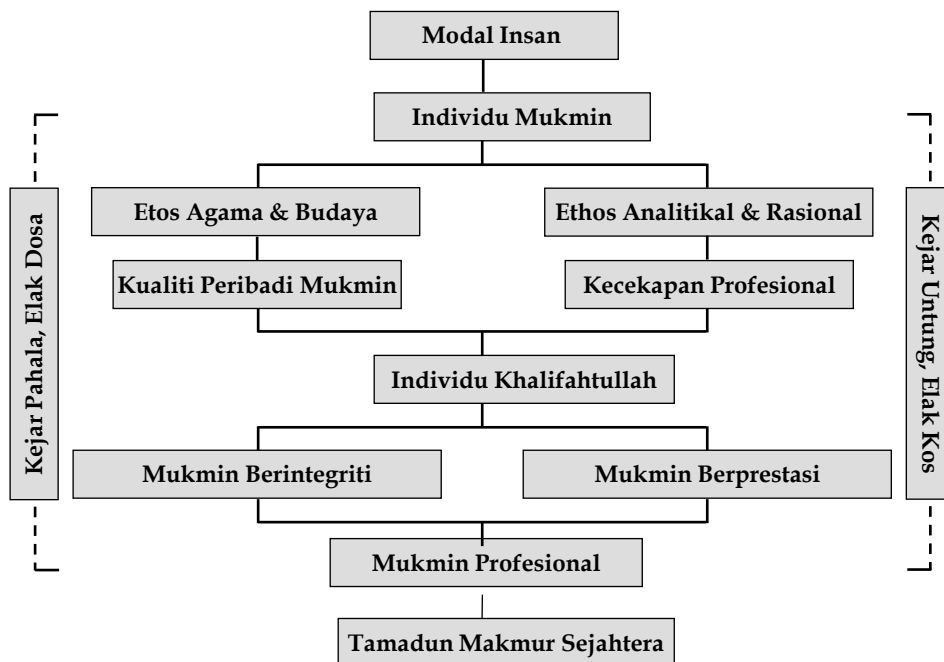 Modal Insan
Individu Mukmin
Etos Agama & Budaya
Ethos Analitikal & Rasional
Kualiti Peribadi Mukmin
Kecekapan Profesional
Kejar Pahala, Elak Dosa
Kejar Untung, Elak Kos
Individu Khalifahtullah
Mukmin Berintegriti
Mukmin Berprestasi
Mukmin Profesional
Tamadun Makmur Sejahtera